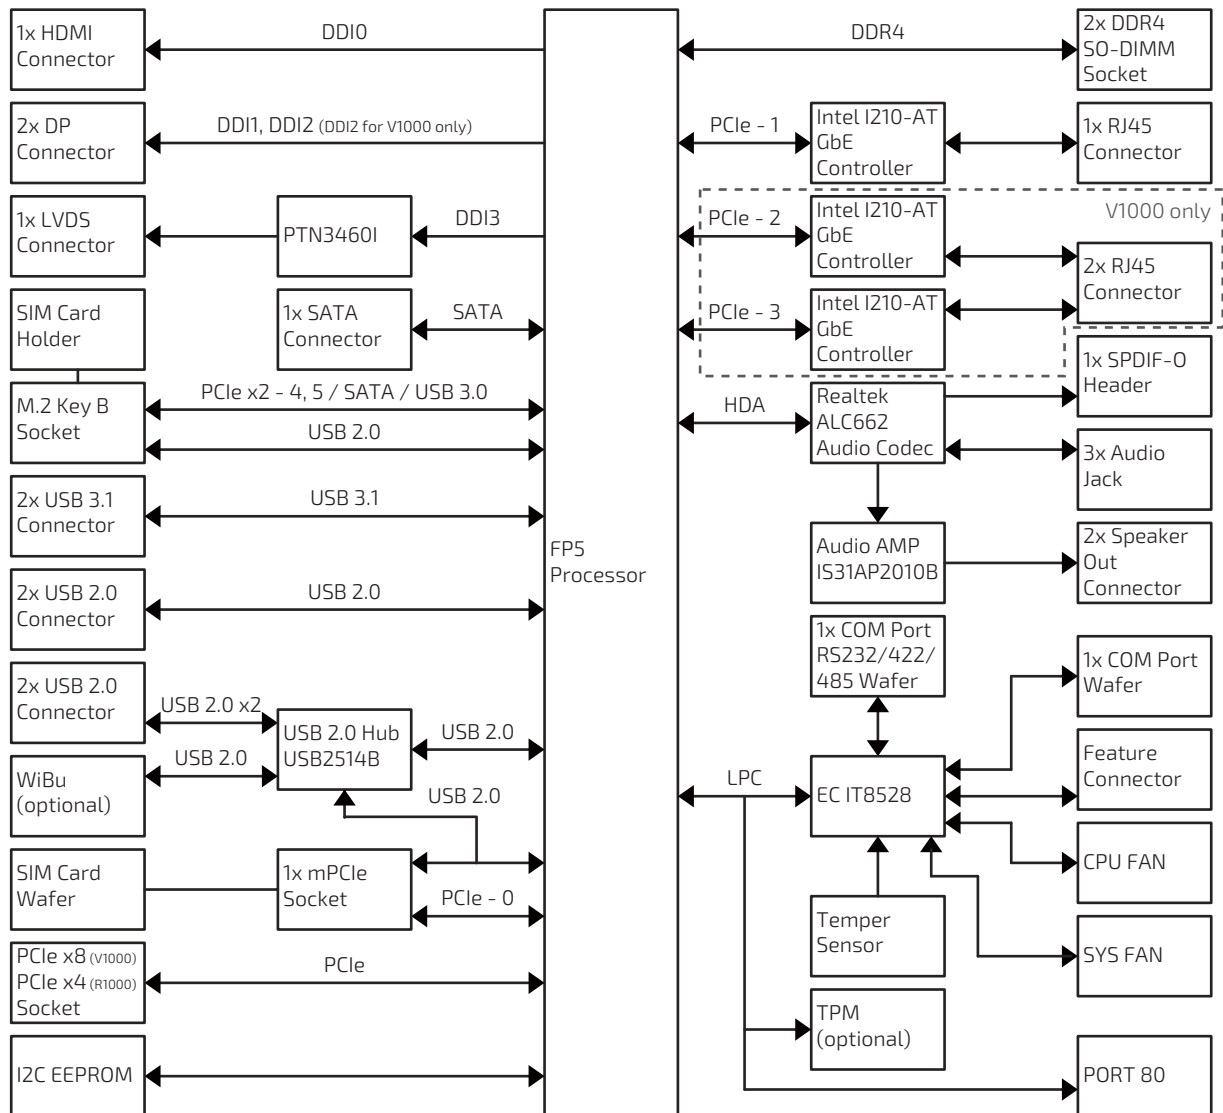 1x HDMI
Connector
DDI0
DDR4
2x DDR4
SO-DIMM
Socket
2x DP
Connector
DDI1, DDI2 (DDI2 for V1000 only)
PCIe - 1
Intel I210-AT
GbE
Controller
1x RJ45
Connector
1x LVDS
Connector
PTN3460I
DDI3
PCIe - 2
Intel I210-AT
GbE
Controller
V1000 only
2x RJ45
Connector
SIM Card
Holder
1x SATA
Connector
SATA
PCIe - 3
Intel I210-AT
GbE
Controller
1x SPDIF-O
Header
M.2 Key B
Socket
PCIe x2 - 4, 5 / SATA / USB 3.0
USB 2.0
HDA
Realtek
ALC662
Audio Codec
3x Audio
Jack
2x USB 3.1
Connector
USB 3.1
FP5
Processor
Audio AMP
IS31AP2010B
2x Speaker
Out
Connector
2x USB 2.0
Connector
USB 2.0
1x COM Port
RS232/422/
485 Wafer
1x COM Port
Wafer
2x USB 2.0
Connector
USB 2.0 x2
USB 2.0 Hub
USB2514B
USB 2.0
WiBu
(optional)
USB 2.0
USB 2.0
LPC
EC IT8528
Feature
Connector
CPU FAN
SIM Card
Wafer
1x mPCIe
Socket
PCIe - 0
Temper
Sensor
SYS FAN
PCIe x8 (V1000)
PCIe x4 (R1000)
Socket
PCIe
TPM
(optional)
I2C EEPROM
PORT 80